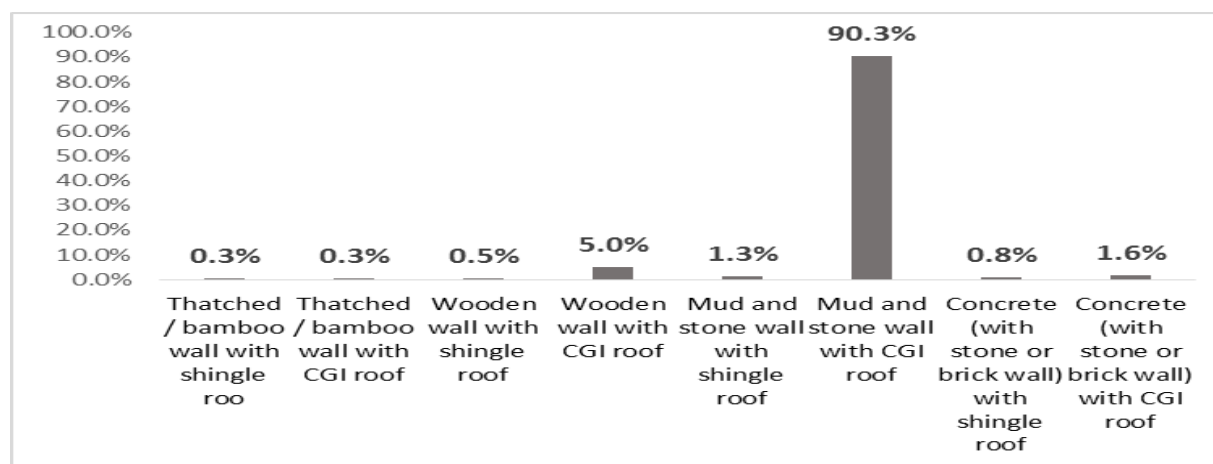 100.0%
90.0%
80.0%
70.0%
60.0%
50.0%
40.0%
30.0%
20.0%
10.0%
0.0%
0.3%
0.3%
0.5%
5.0%
1.3%
90.3%
0.8%
1.6%
Thatched
/ bamboo
wall with
shingle
roo
Thatched
/ bamboo
wall with
CGI roof
Wooden
wall with
shingle
roof
Wooden
wall with
CGI roof
Mud and
stone wall
with
shingle
roof
Mud and
stone wall
with CGI
roof
Concrete
(with
stone or
brick wall)
with
shingle
roof
Concrete
(with
stone or
brick wall)
with CGI
roof